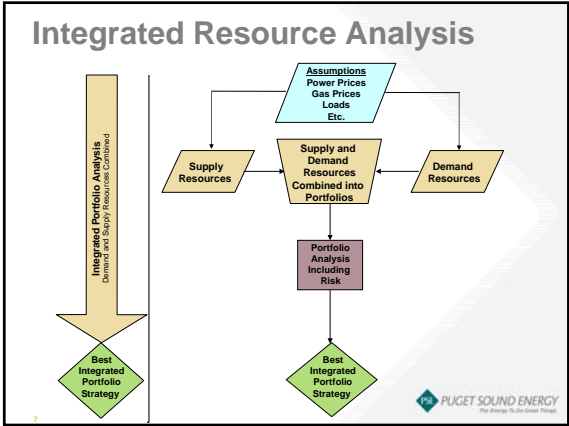 Integrated Resource Analysis
Assumptions
Power Prices
Gas Prices
Loads
Etc.
Integrated Portfolio Analysis
Demand and Supply Resources Combined
Supply
Resources
Supply and
Demand
Resources
Combined into
Portfolios
Demand
Resources
Portfolio
Analysis
Including
Risk
Best
Integrated
Portfolio
Strategy
Best
Integrated
Portfolio
Strategy
PSE PUGET SOUND ENERGY
The Energy To Do Great Things
7